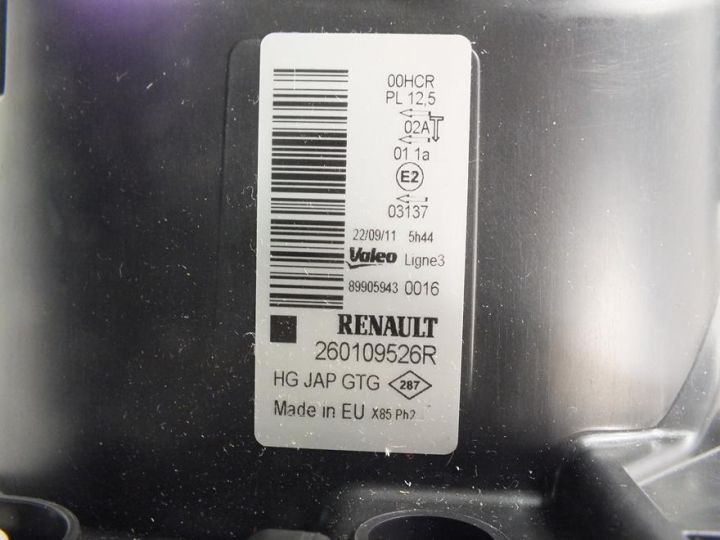 00HCR
PL 12,5
02A
01 1a
E2
03137
22/09/11 5h44
Valeo Ligne3
89905943 0016
RENAULT
260109526R
HG JAP GTG 287
Made in EU X85 Ph2